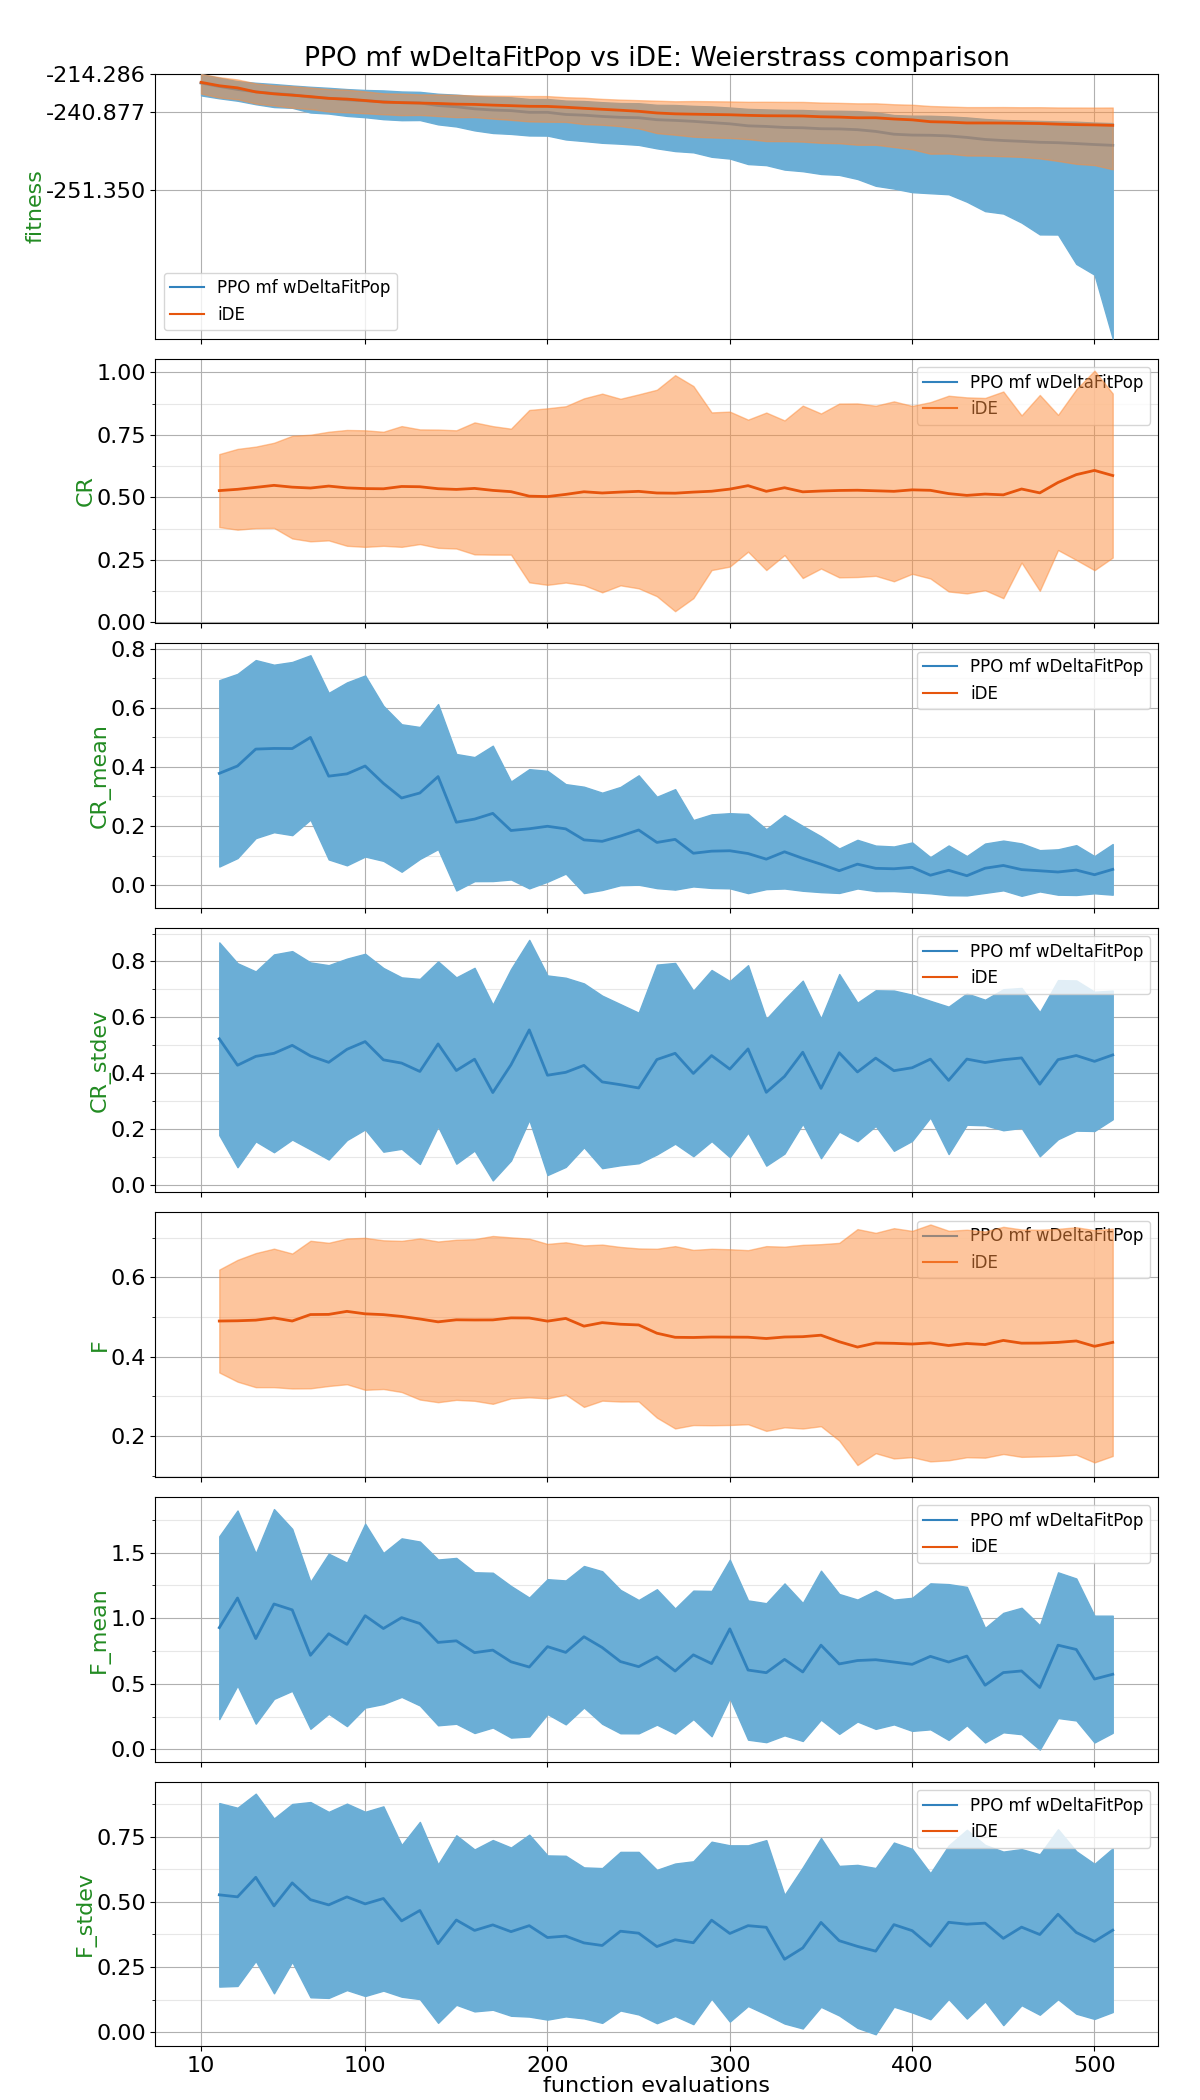 PPO mf wDeltaFitPop vs iDE: Weierstrass comparison
-214.286
-240.877
-251.350
fitness
PPO mf wDeltaFitPop
iDE
1.00
0.75
0.50
0.25
0.00
CR
PPO mf wDeltaFitPop
iDE
0.8
0.6
0.4
0.2
0.0
CR_mean
PPO mf wDeltaFitPop
iDE
0.8
0.6
0.4
0.2
0.0
CR_stdev
PPO mf wDeltaFitPop
iDE
0.6
0.4
0.2
F
PPO mf wDeltaFitPop
iDE
1.5
1.0
0.5
0.0
F_mean
PPO mf wDeltaFitPop
iDE
0.75
0.50
0.25
0.00
F_stdev
PPO mf wDeltaFitPop
iDE
10 100 200 300 400 500
function evaluations